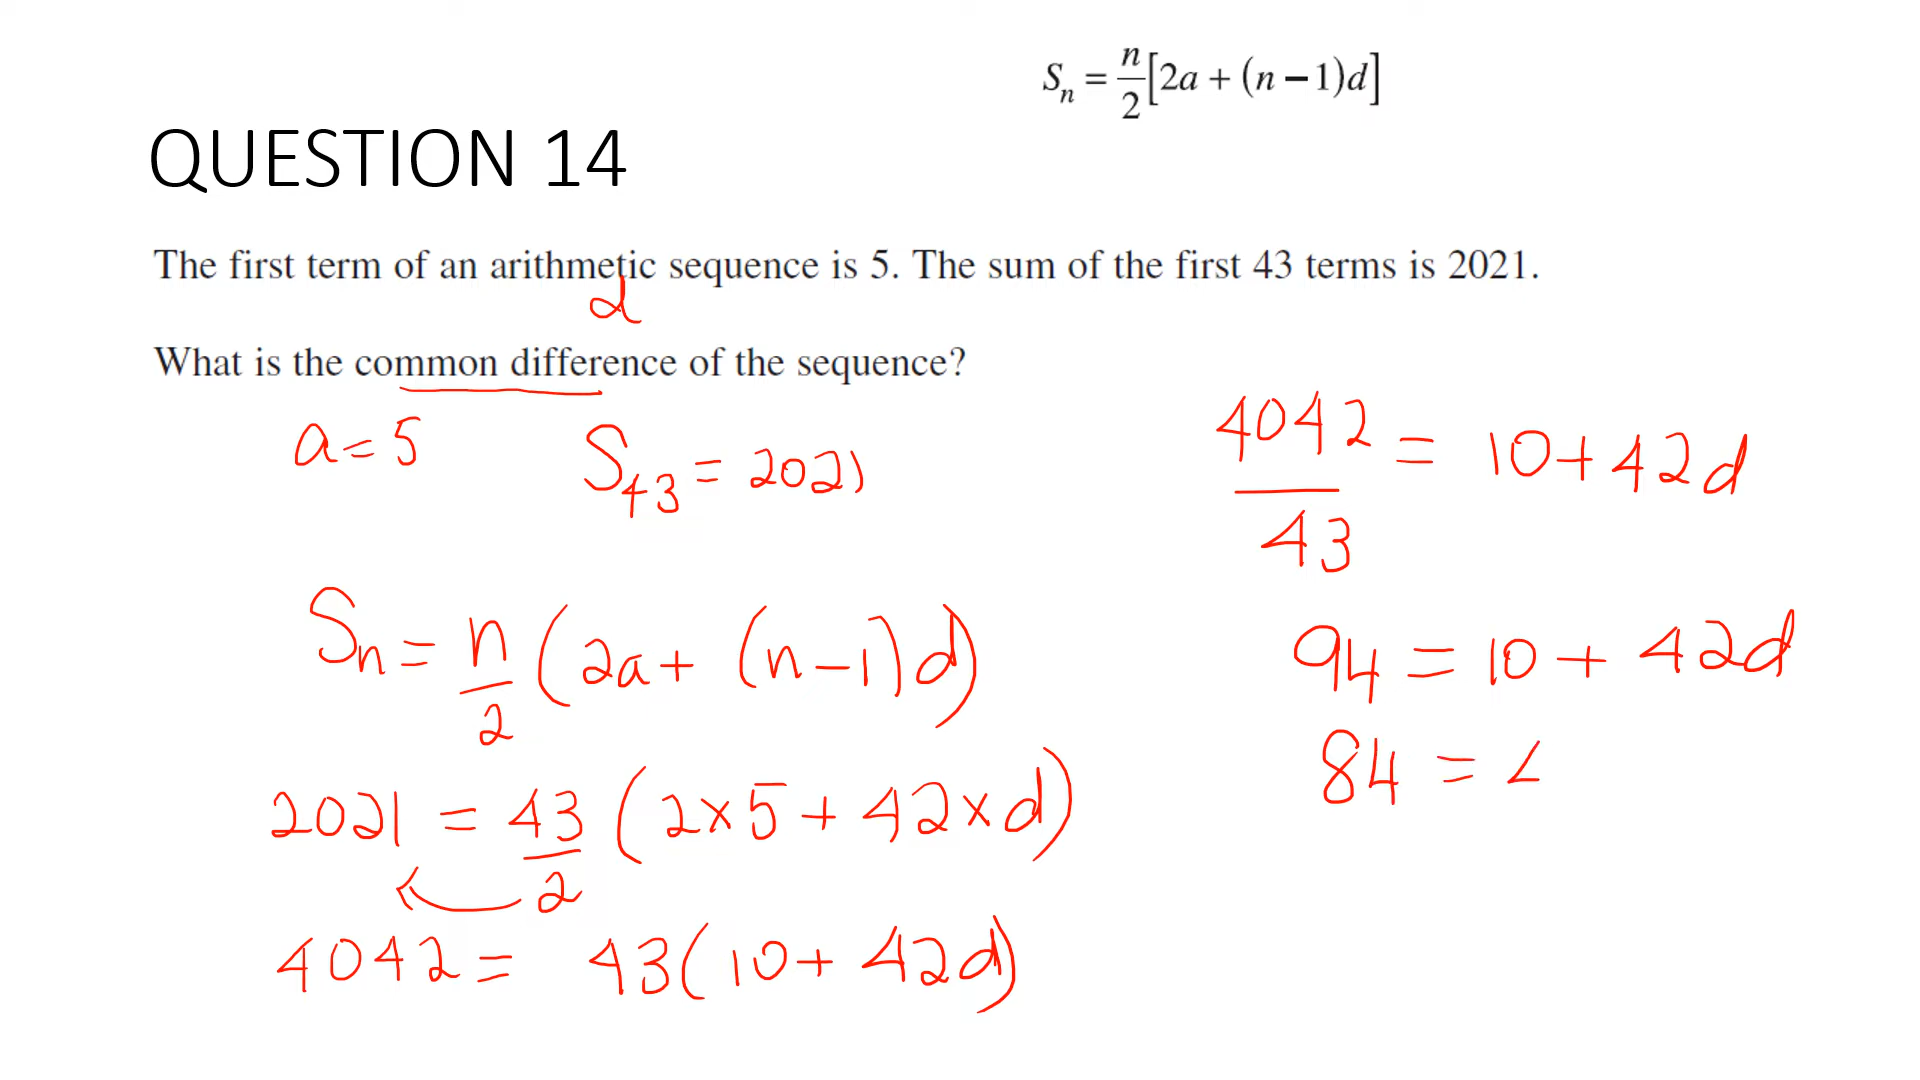 Sn = n/2 [2a + (n − 1)d]
QUESTION 14
The first term of an arithmetic sequence is 5. The sum of the first 43 terms is 2021.
d
What is the common difference of the sequence?
a = 5
S43 = 2021
Sn = n/2 (2a + (n − 1)d)
2021 = 43/2 (2 × 5 + 42 × d)
4042 = 43(10 + 42d)
4042/43 = 10 + 42d
94 = 10 + 42d
84 =